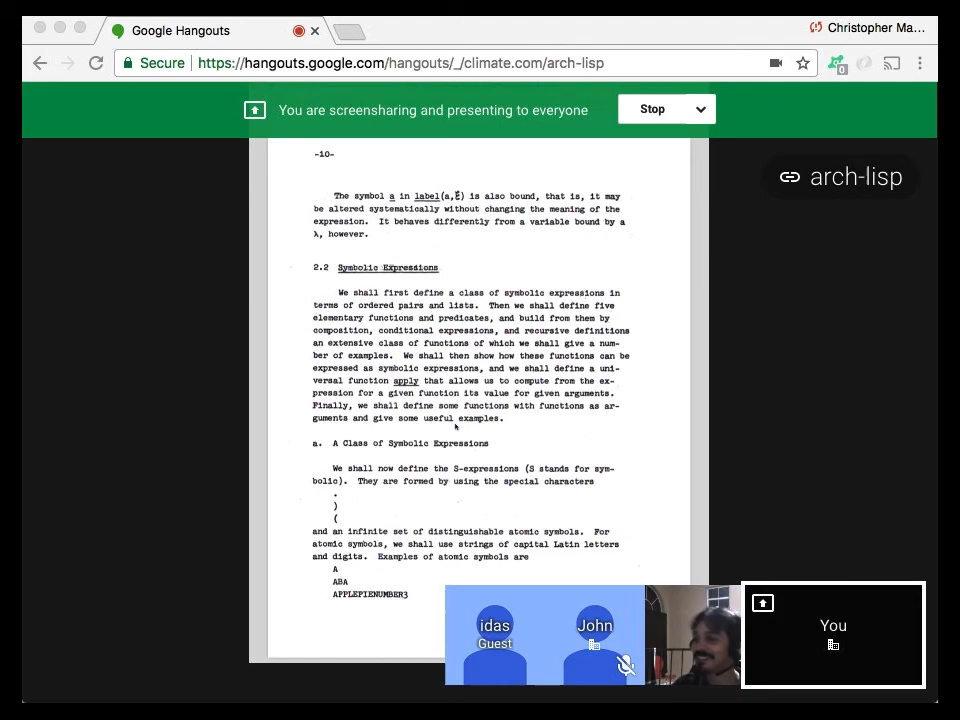 Google Hangouts
Christopher Ma...
Secure https://hangouts.google.com/hangouts/_/climate.com/arch-lisp
0
You are screensharing and presenting to everyone
Stop
arch-lisp
-10-
The symbol a in label(a,ξ) is also bound, that is, it may
be altered systematically without changing the meaning of the
expression. It behaves differently from a variable bound by a
λ, however.
2.2 Symbolic Expressions
We shall first define a class of symbolic expressions in
terms of ordered pairs and lists. Then we shall define five
elementary functions and predicates, and build from them by
composition, conditional expressions, and recursive definitions
an extensive class of functions of which we shall give a num-
ber of examples. We shall then show how these functions can be
expressed as symbolic expressions, and we shall define a uni-
versal function apply that allows us to compute from the ex-
pression for a given function its value for given arguments.
Finally, we shall define some functions with functions as ar-
guments and give some useful examples.
a. A Class of Symbolic Expressions
We shall now define the S-expressions (S stands for sym-
bolic). They are formed by using the special characters
.
)
(
and an infinite set of distinguishable atomic symbols. For
atomic symbols, we shall use strings of capital Latin letters
and digits. Examples of atomic symbols are
A
ABA
APPLEPIENUMBER3
idas
Guest
John
You